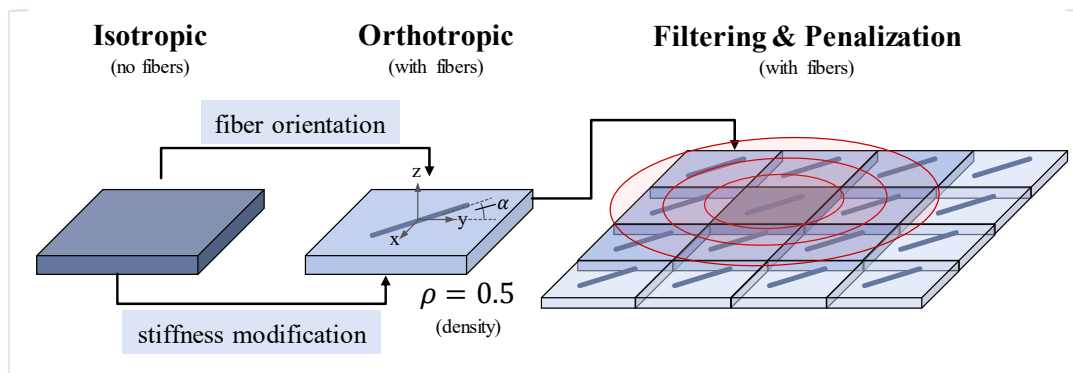 Isotropic
(no fibers)
Orthotropic
(with fibers)
Filtering & Penalization
(with fibers)
fiber orientation
z
α
y
x
ρ = 0.5
(density)
stiffness modification